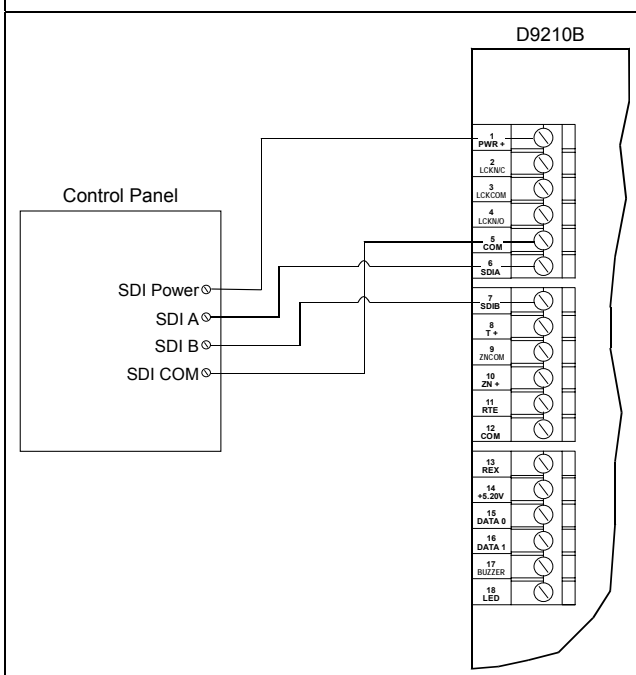 D9210B
Control Panel
SDI Power
SDI A
SDI B
SDI COM
1
PWR +
2
LCKN/C
3
LCKCOM
4
LCKN/O
5
COM
6
SDIA
7
SDIB
8
T +
9
ZNCOM
10
ZN +
11
RTE
12
COM
13
REX
14
+5.20V
15
DATA 0
16
DATA 1
17
BUZZER
18
LED